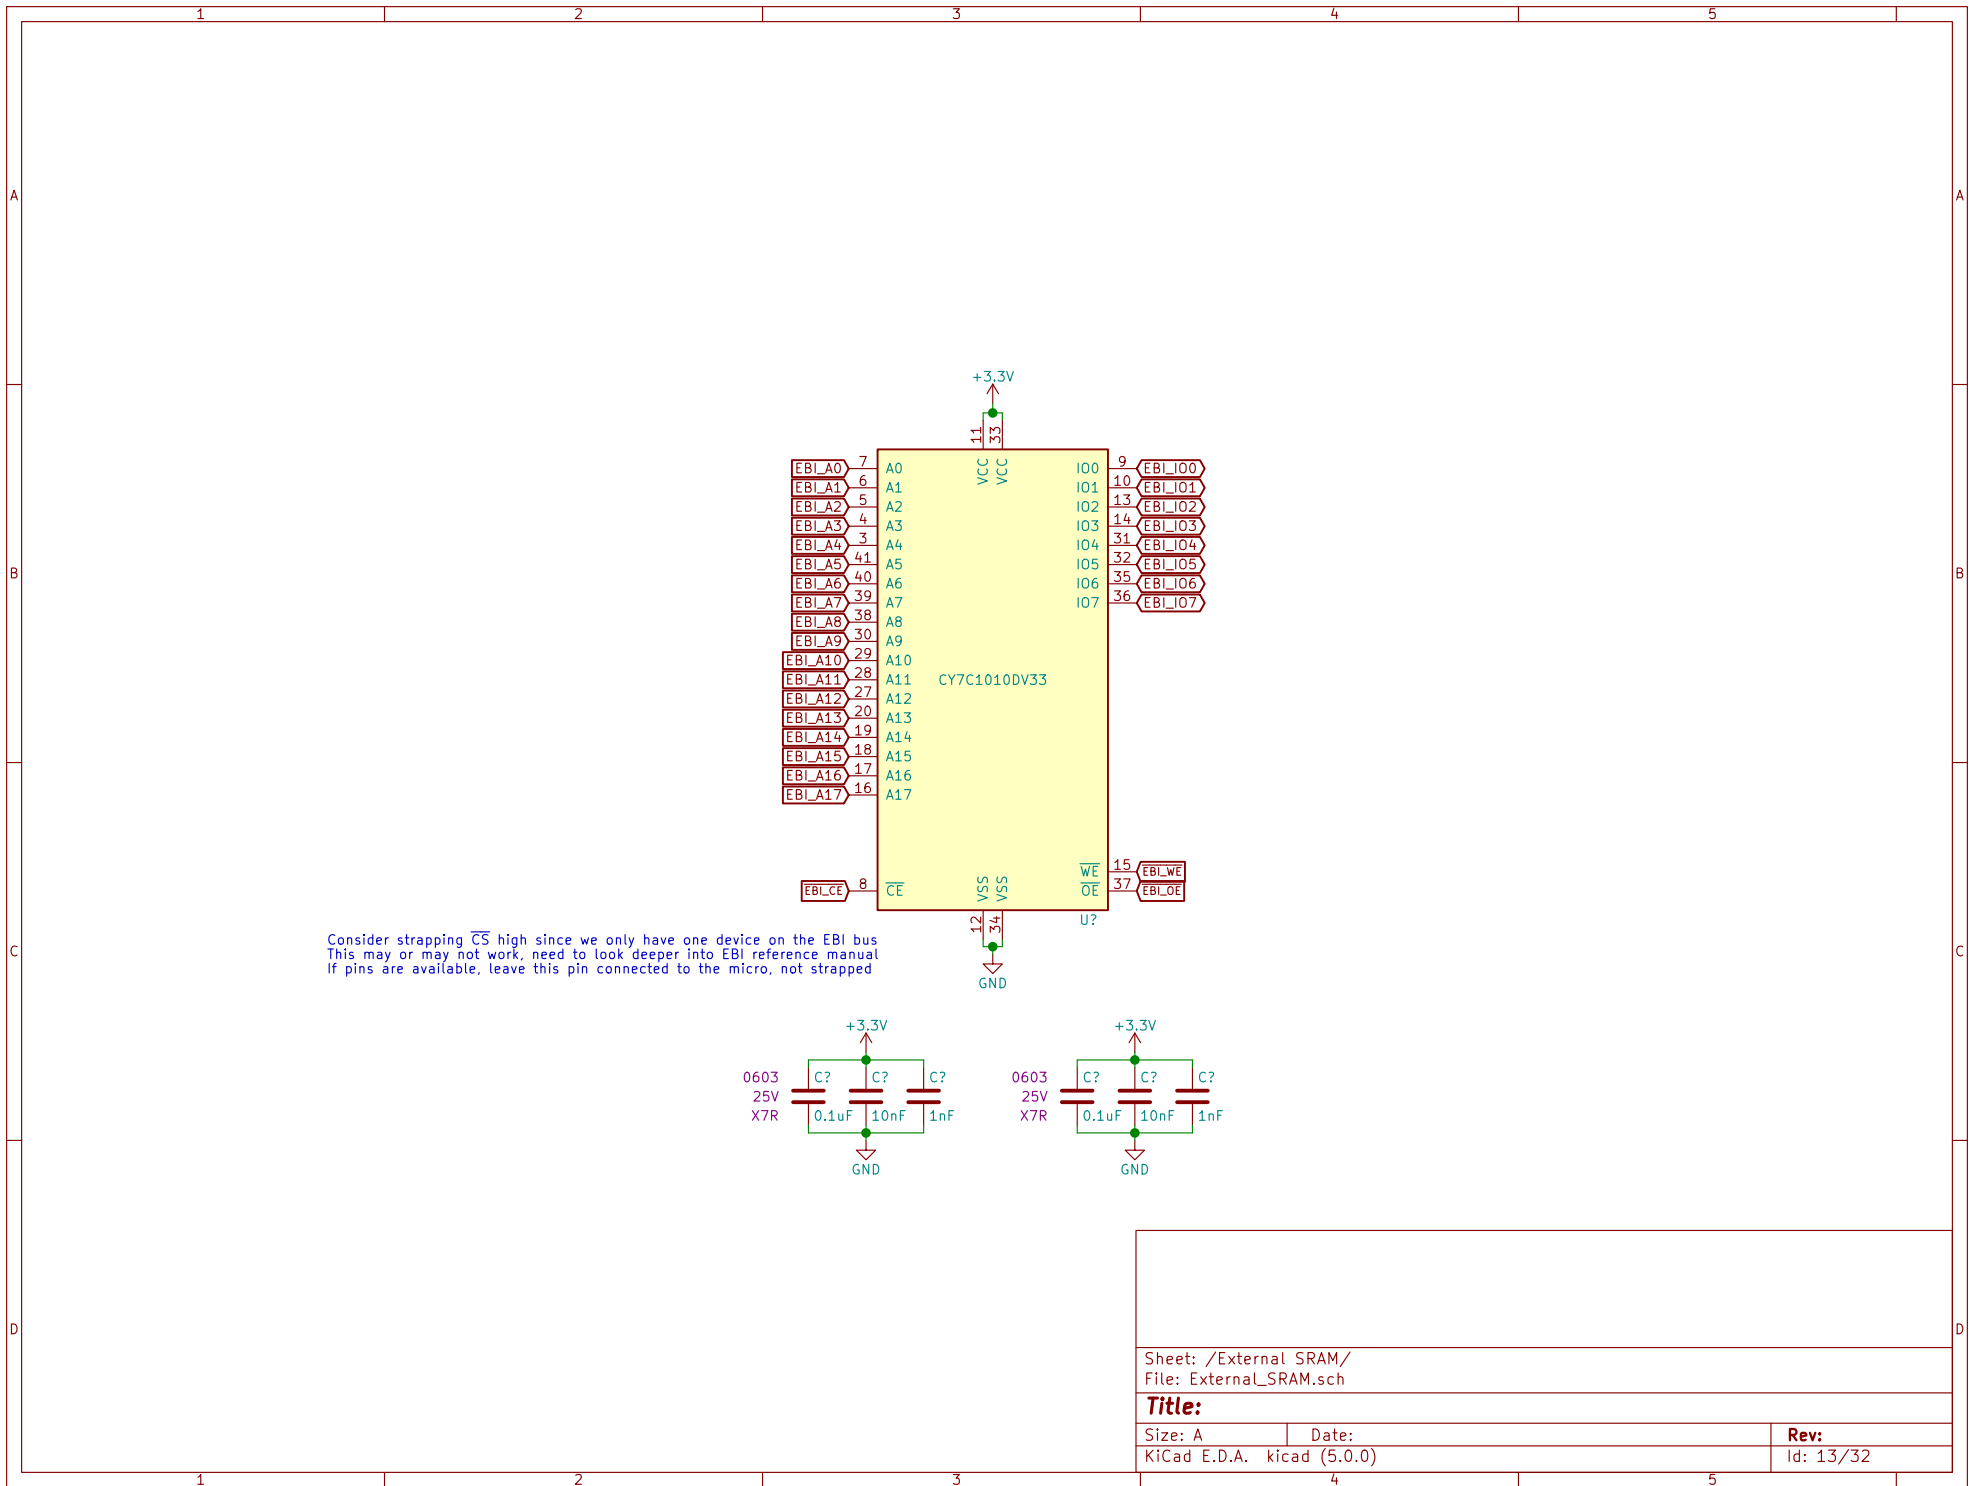 1 2 3 4 5
A A
B B
C C
D D
+3.3V
11 33
VCC VCC
EBI_A0 7 A0 IO0 9 EBI_IO0
EBI_A1 6 A1 IO1 10 EBI_IO1
EBI_A2 5 A2 IO2 13 EBI_IO2
EBI_A3 4 A3 IO3 14 EBI_IO3
EBI_A4 3 A4 IO4 31 EBI_IO4
EBI_A5 41 A5 IO5 32 EBI_IO5
EBI_A6 40 A6 IO6 35 EBI_IO6
EBI_A7 39 A7 IO7 36 EBI_IO7
EBI_A8 38 A8
EBI_A9 30 A9
EBI_A10 29 A10
EBI_A11 28 A11
CY7C1010DV33
EBI_A12 27 A12
EBI_A13 20 A13
EBI_A14 19 A14
EBI_A15 18 A15
EBI_A16 17 A16
EBI_A17 16 A17
WE 15 EBI_WE
EBI_CE 8 CE OE 37 EBI_OE
VSS VSS
12 34
U?
GND
Consider strapping CS high since we only have one device on the EBI bus
This may or may not work, need to look deeper into EBI reference manual
If pins are available, leave this pin connected to the micro, not strapped
+3.3V +3.3V
0603 C? C? C? 0603 C? C? C?
25V 25V
X7R 0.1uF 10nF 1nF X7R 0.1uF 10nF 1nF
GND GND
Sheet: /External SRAM/
File: External_SRAM.sch
Title:
Size: A Date: Rev:
KiCad E.D.A. kicad (5.0.0) Id: 13/32
1 2 3 4 5